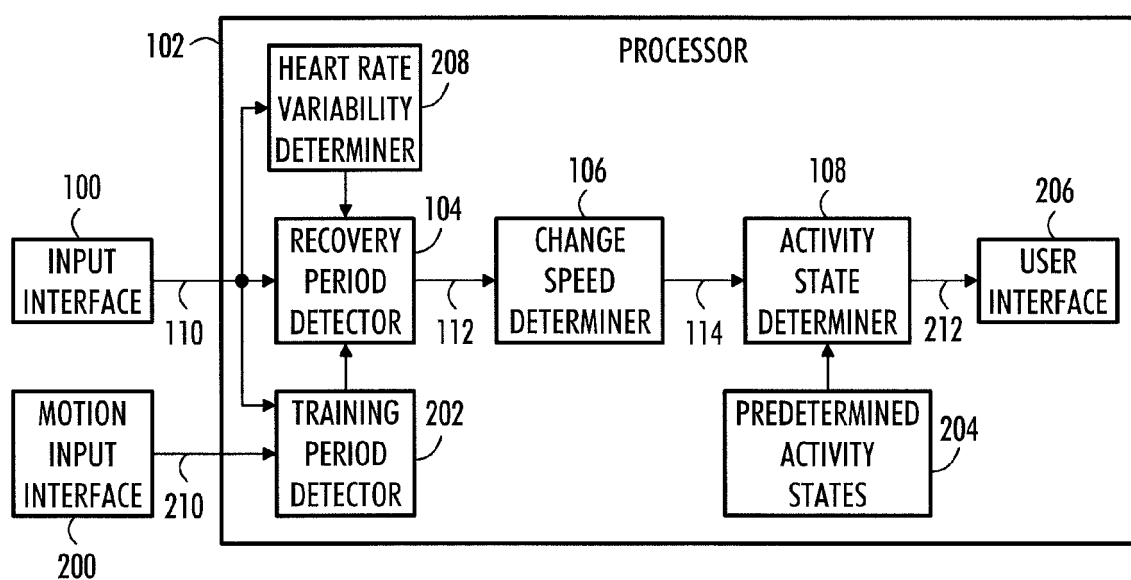 102
PROCESSOR
HEART RATE
VARIABILITY
DETERMINER
208
100
INPUT
INTERFACE
110
RECOVERY
PERIOD
DETECTOR
104
112
106
CHANGE
SPEED
DETERMINER
114
108
ACTIVITY
STATE
DETERMINER
212
206
USER
INTERFACE
MOTION
INPUT
INTERFACE
200
210
TRAINING
PERIOD
DETECTOR
202
PREDETERMINED
ACTIVITY
STATES
204